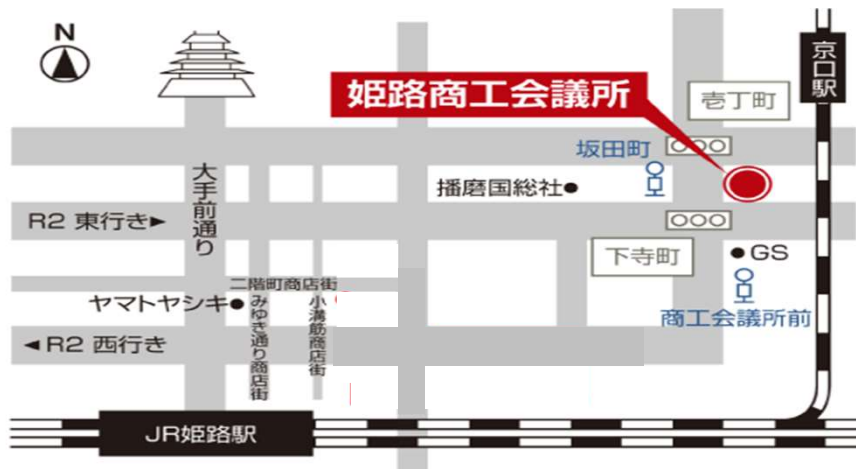 N
京口駅
姫路商工会議所
壱丁町
坂田町
大手前通り
播磨国総社
R2 東行き
下寺町
GS
二階町商店街
ヤマトヤシキ
みゆき通り商店街
小溝筋商店街
商工会議所前
R2 西行き
JR姫路駅